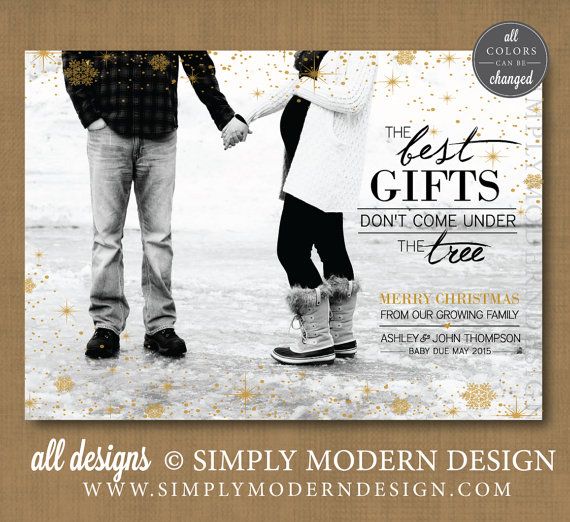 all
COLORS
CAN BE
changed
THE
best
GIFTS
DON'T COME UNDER
THE tree
MERRY CHRISTMAS
FROM OUR GROWING FAMILY
ASHLEY & JOHN THOMPSON
BABY DUE MAY 2015
all designs © SIMPLY MODERN DESIGN
WWW.SIMPLYMODERNDESIGN.COM